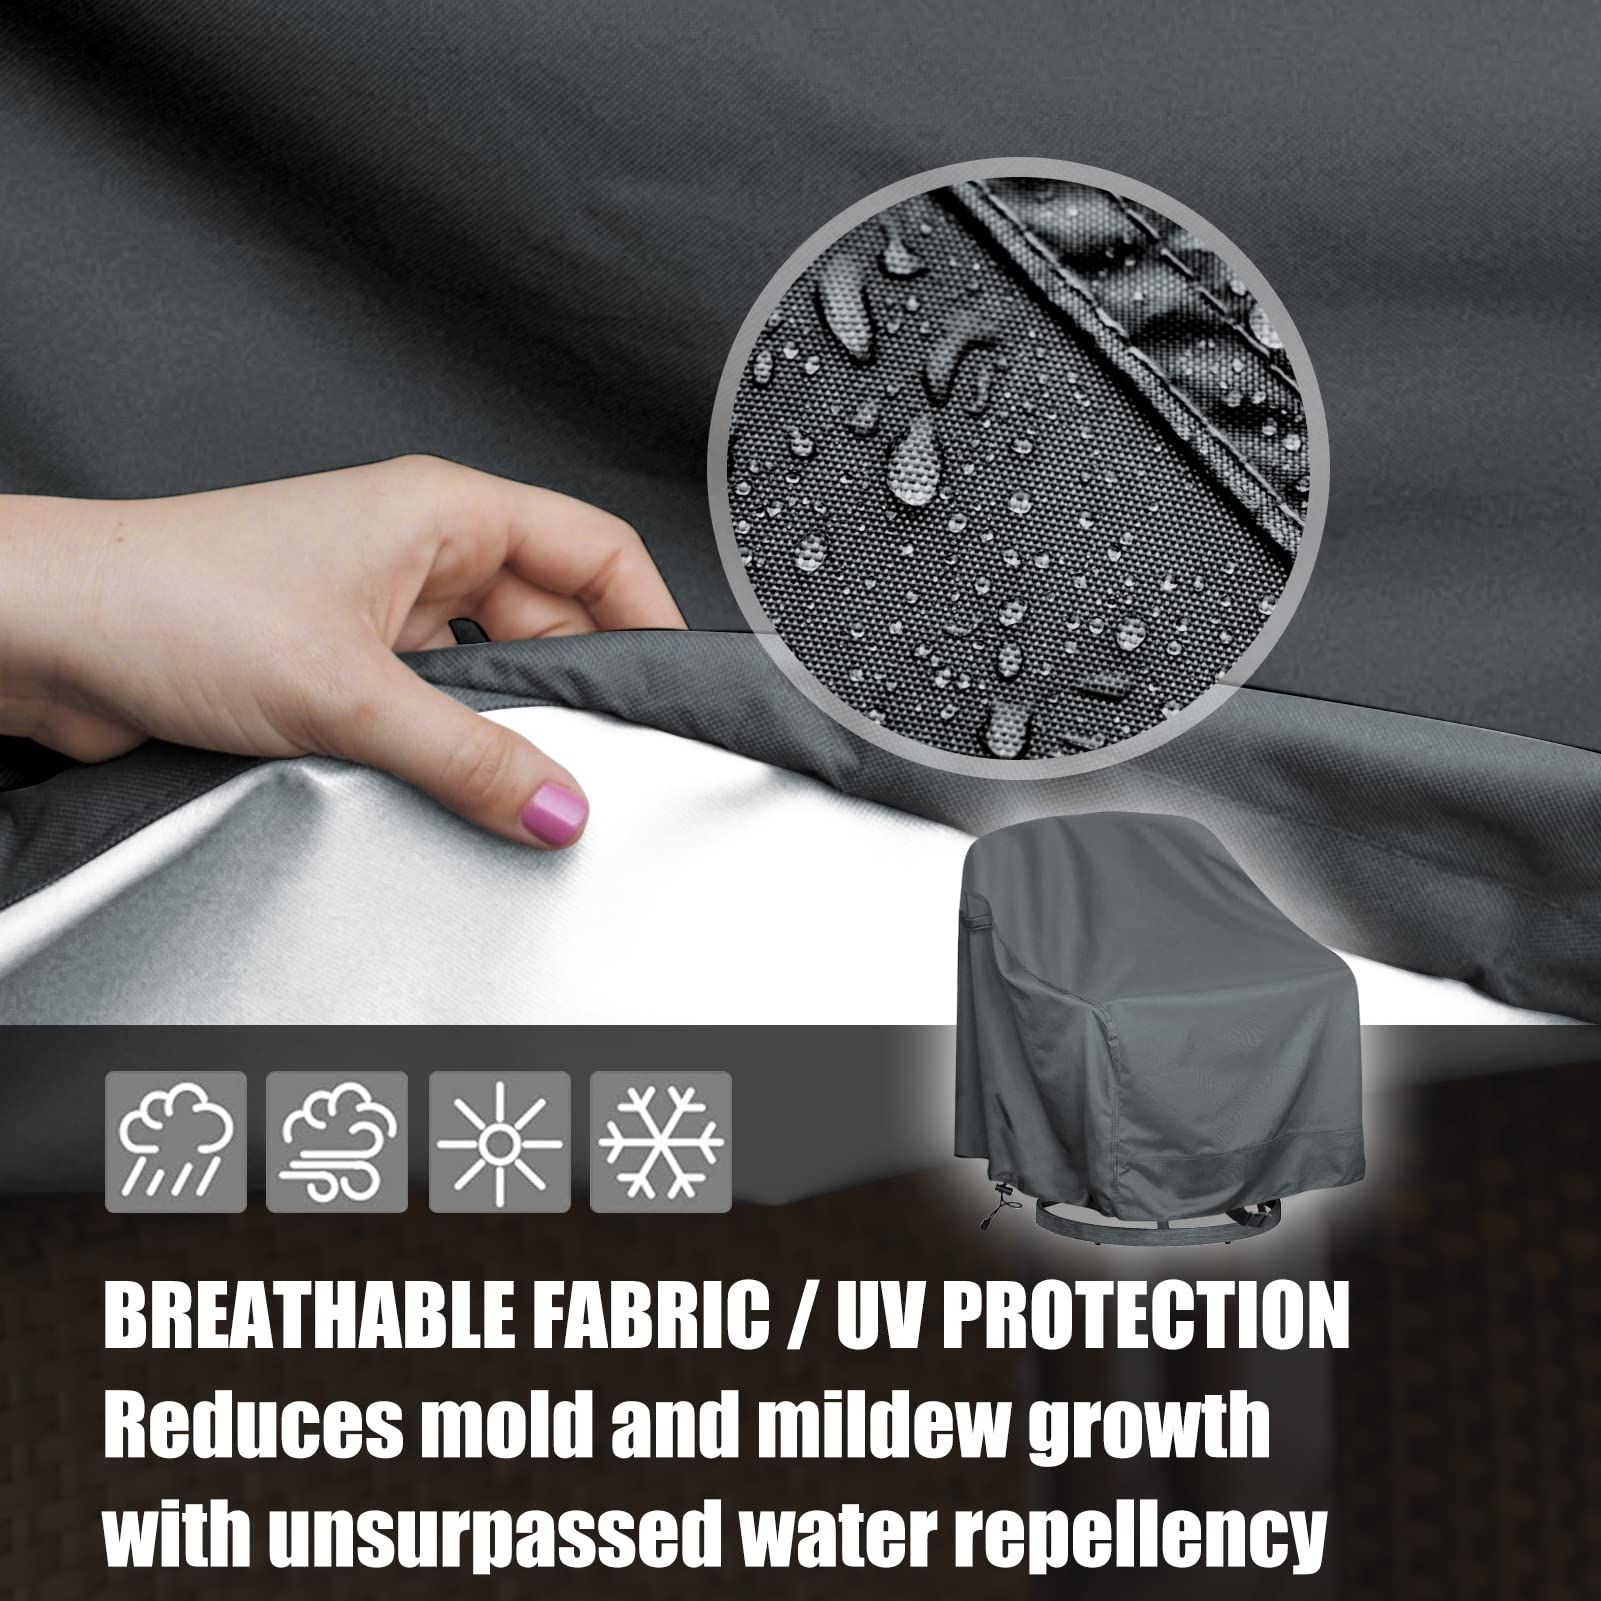 BREATHABLE FABRIC / UV PROTECTION
Reduces mold and mildew growth
with unsurpassed water repellency